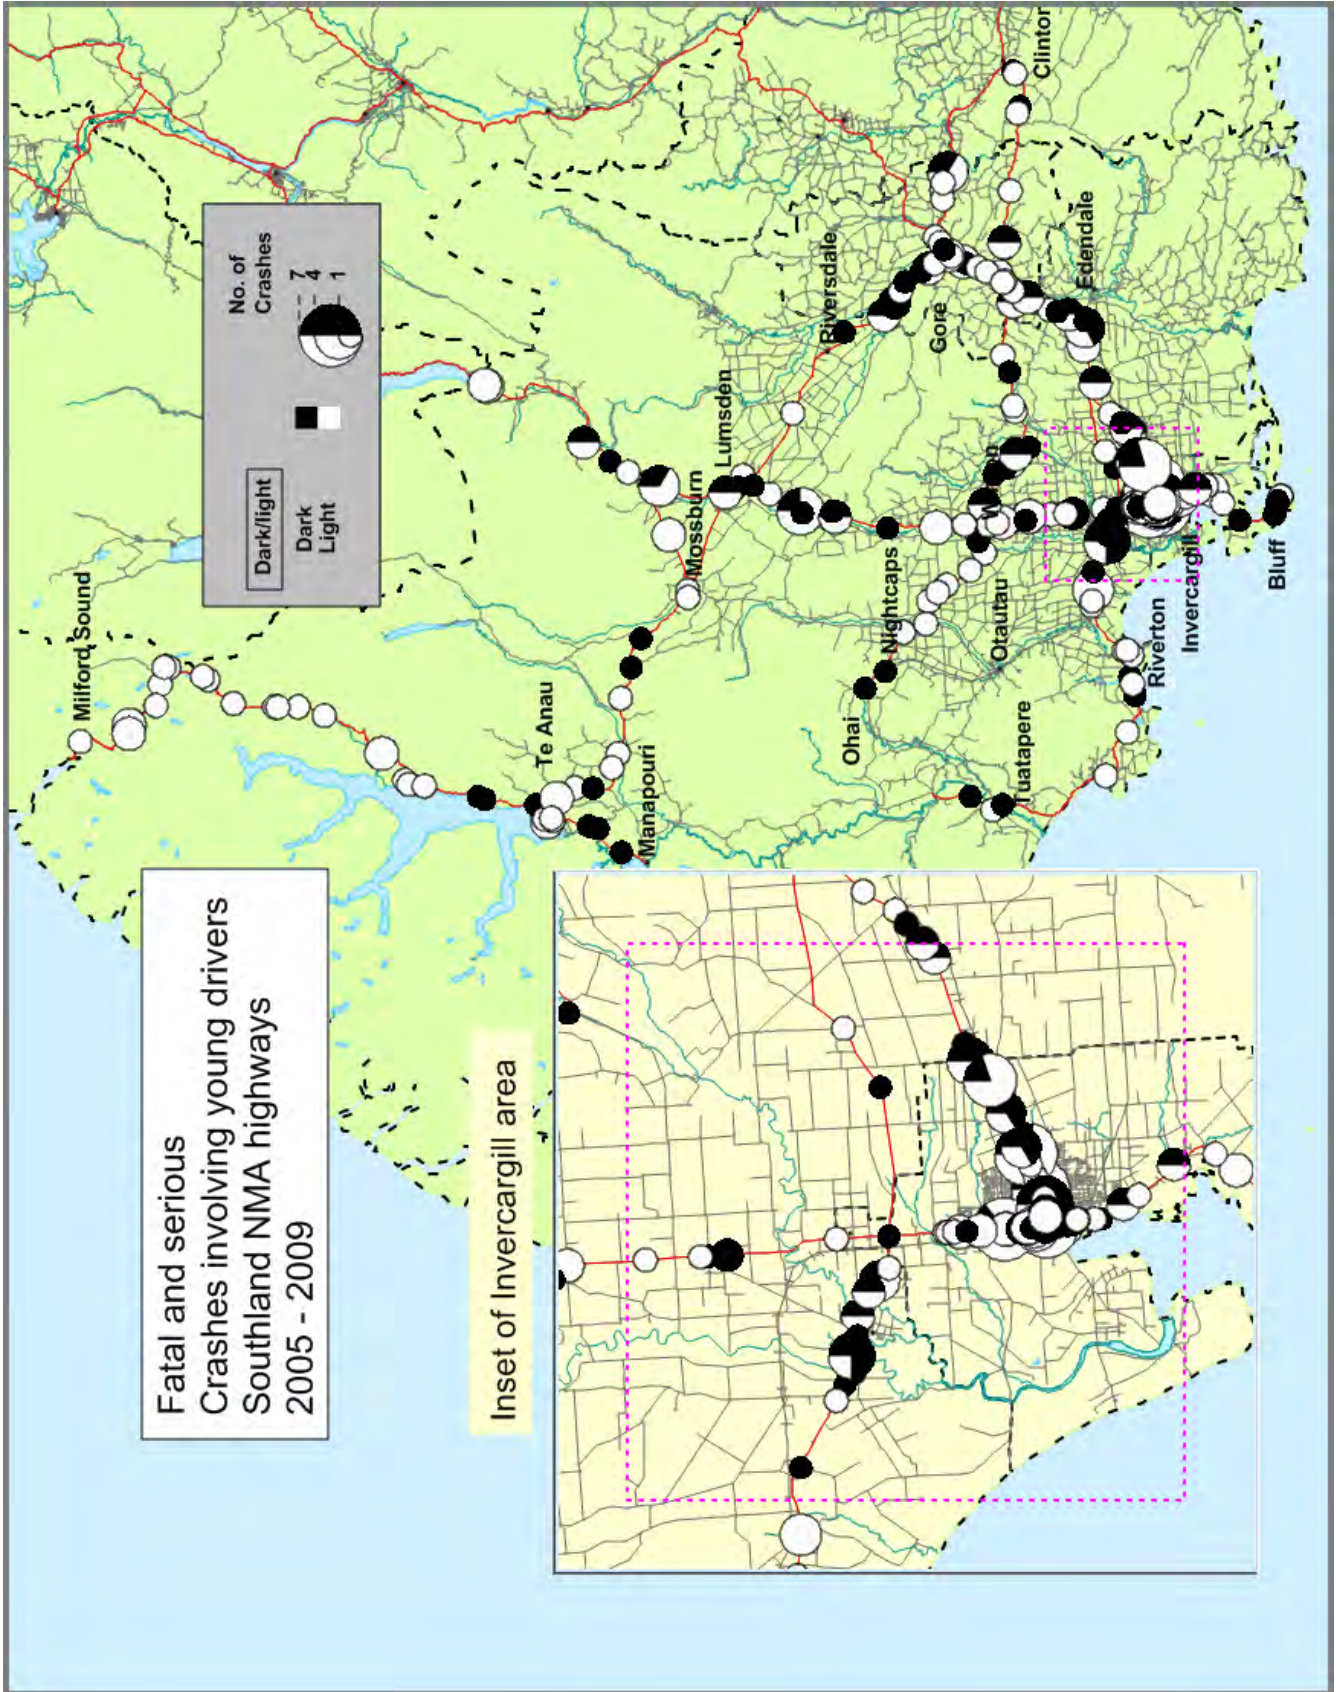 Fatal and serious
Crashes involving young drivers
Southland NMA highways
2005 - 2009
Dark/light
Dark
Light
No. of
Crashes
7
4
1
Milford Sound
Te Anau
Manapouri
Mossburn
Lumsden
Riversdale
Gore
Clinton
Edendale
Ohai
Nightcaps
Otautau
Tuatapere
Riverton
Invercargill
Bluff
Inset of Invercargill area